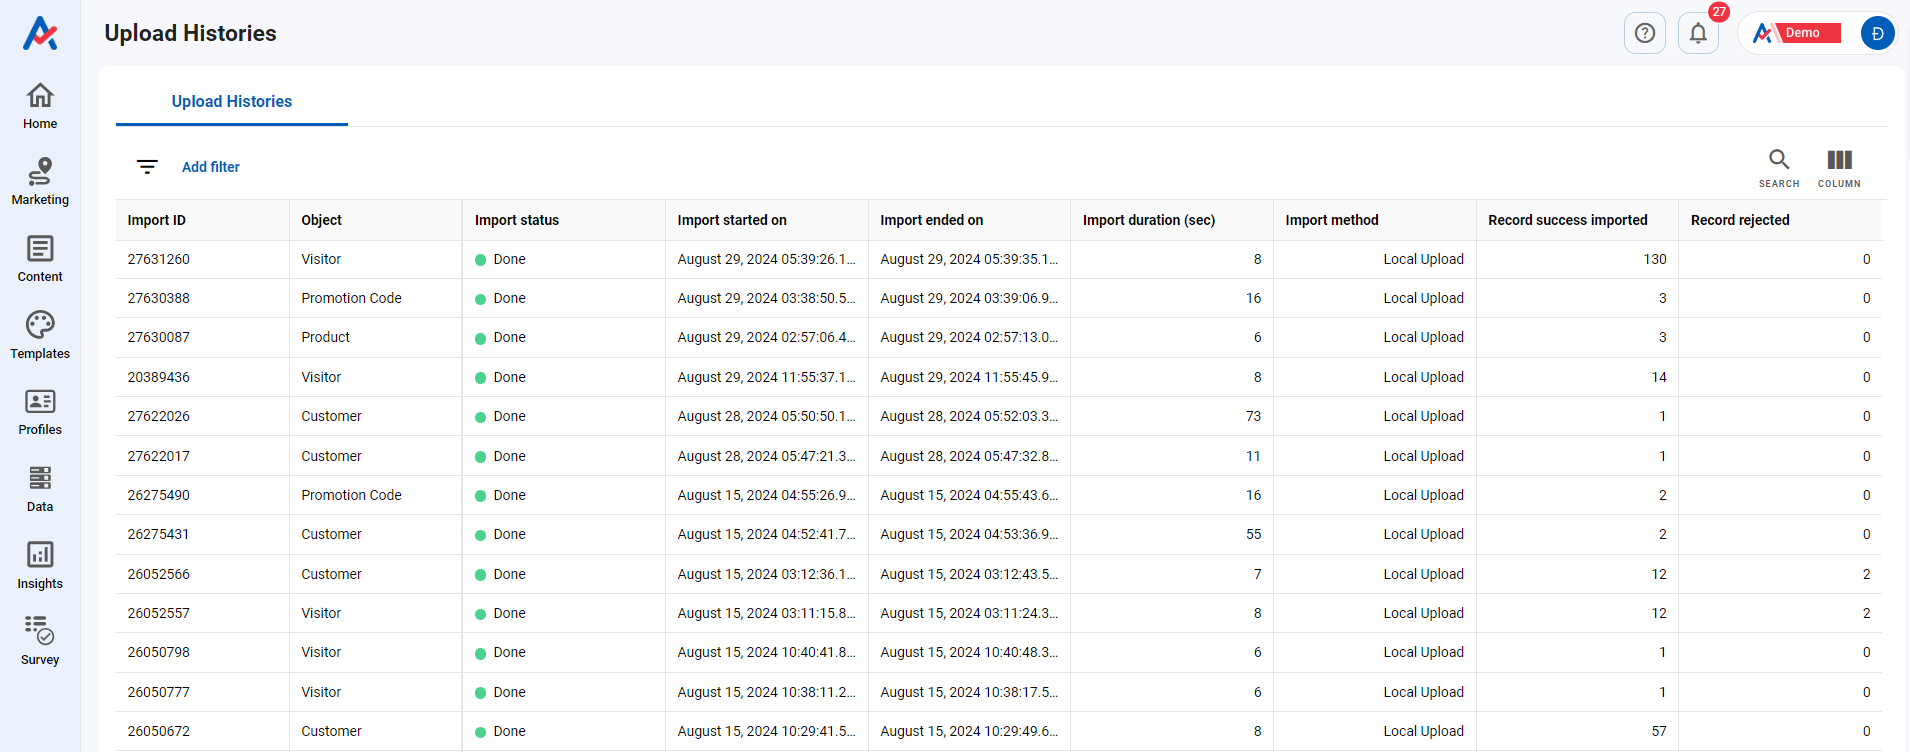 Upload Histories
27
Demo
Đ
Home
Marketing
Content
Templates
Profiles
Data
Insights
Survey
Upload Histories
Add filter
SEARCH
COLUMN
Import ID Object Import status Import started on Import ended on Import duration (sec) Import method Record success imported Record rejected
27631260 Visitor Done August 29, 2024 05:39:26.1... August 29, 2024 05:39:35.1... 8 Local Upload 130 0
27630388 Promotion Code Done August 29, 2024 03:38:50.5... August 29, 2024 03:39:06.9... 16 Local Upload 3 0
27630087 Product Done August 29, 2024 02:57:06.4... August 29, 2024 02:57:13.0... 6 Local Upload 3 0
20389436 Visitor Done August 29, 2024 11:55:37.1... August 29, 2024 11:55:45.9... 8 Local Upload 14 0
27622026 Customer Done August 28, 2024 05:50:50.1... August 28, 2024 05:52:03.3... 73 Local Upload 1 0
27622017 Customer Done August 28, 2024 05:47:21.3... August 28, 2024 05:47:32.8... 11 Local Upload 1 0
26275490 Promotion Code Done August 15, 2024 04:55:26.9... August 15, 2024 04:55:43.6... 16 Local Upload 2 0
26275431 Customer Done August 15, 2024 04:52:41.7... August 15, 2024 04:53:36.9... 55 Local Upload 2 0
26052566 Customer Done August 15, 2024 03:12:36.1... August 15, 2024 03:12:43.5... 7 Local Upload 12 2
26052557 Visitor Done August 15, 2024 03:11:15.8... August 15, 2024 03:11:24.3... 8 Local Upload 12 2
26050798 Visitor Done August 15, 2024 10:40:41.8... August 15, 2024 10:40:48.3... 6 Local Upload 1 0
26050777 Visitor Done August 15, 2024 10:38:11.2... August 15, 2024 10:38:17.5... 6 Local Upload 1 0
26050672 Customer Done August 15, 2024 10:29:41.5... August 15, 2024 10:29:49.6... 8 Local Upload 57 0